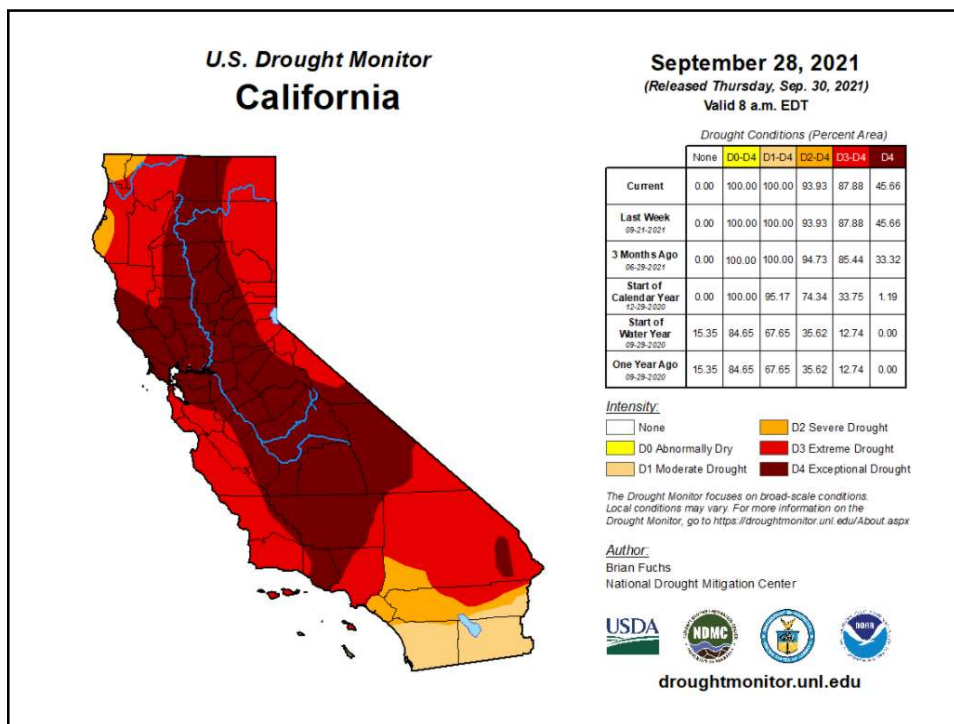 U.S. Drought Monitor
California
September 28, 2021
(Released Thursday, Sep. 30, 2021)
Valid 8 a.m. EDT
Drought Conditions (Percent Area)
None D0-D4 D1-D4 D2-D4 D3-D4 D4
Current 0.00 100.00 100.00 93.93 87.88 45.66
Last Week 0.00 100.00 100.00 93.93 87.88 45.66
09-21-2021
3 Months Ago 0.00 100.00 100.00 94.73 85.44 33.32
06-29-2021
Start of
Calendar Year 0.00 100.00 95.17 74.34 33.75 1.19
12-29-2020
Start of
Water Year 15.35 84.65 67.65 35.62 12.74 0.00
09-29-2020
One Year Ago 15.35 84.65 67.65 35.62 12.74 0.00
09-29-2020
Intensity:
None D2 Severe Drought
D0 Abnormally Dry D3 Extreme Drought
D1 Moderate Drought D4 Exceptional Drought
The Drought Monitor focuses on broad-scale conditions.
Local conditions may vary. For more information on the
Drought Monitor, go to https://droughtmonitor.unl.edu/About.aspx
Author:
Brian Fuchs
National Drought Mitigation Center
USDA NDMC NOAA
droughtmonitor.unl.edu